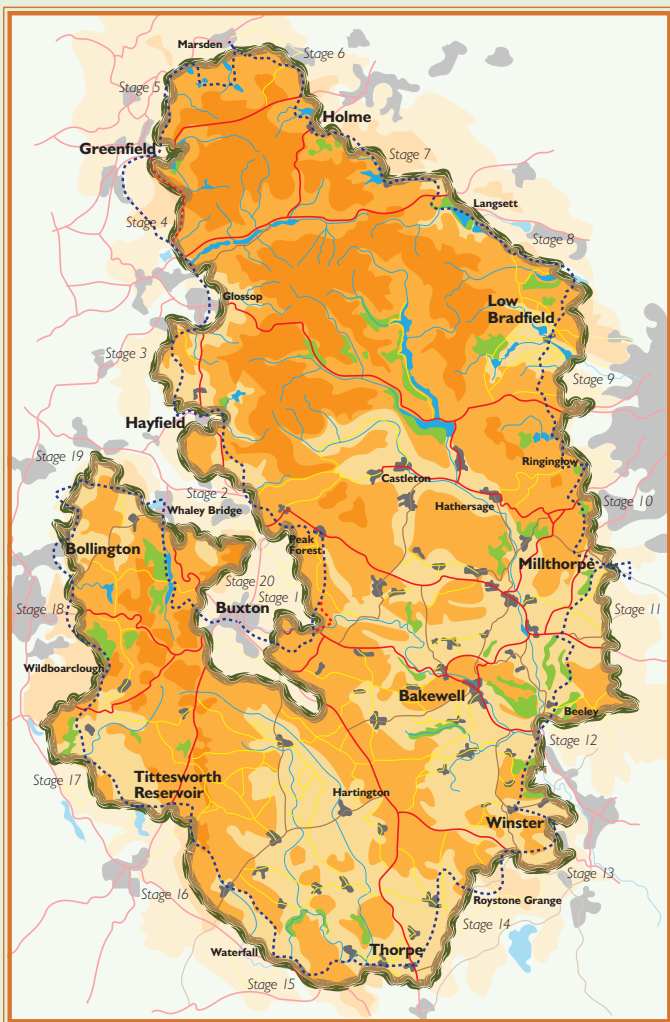 Marsden
Stage 6
Stage 5
Holme
Greenfield
Stage 7
Langsett
Stage 4
Stage 8
Glossop
Low
Bradfield
Stage 3
Stage 9
Hayfield
Stage 19
Ringinglow
Castleton
Stage 2
Hathersage
Stage 10
Whaley Bridge
Peak
Forest
Bollington
Millthorpe
Stage 20
Stage 1
Buxton
Stage 18
Stage 11
Wildboarclough
Bakewell
Beeley
Stage 12
Stage 17
Tittesworth
Reservoir
Hartington
Winster
Stage 13
Stage 16
Roystone Grange
Stage 14
Waterfall
Thorpe
Stage 15